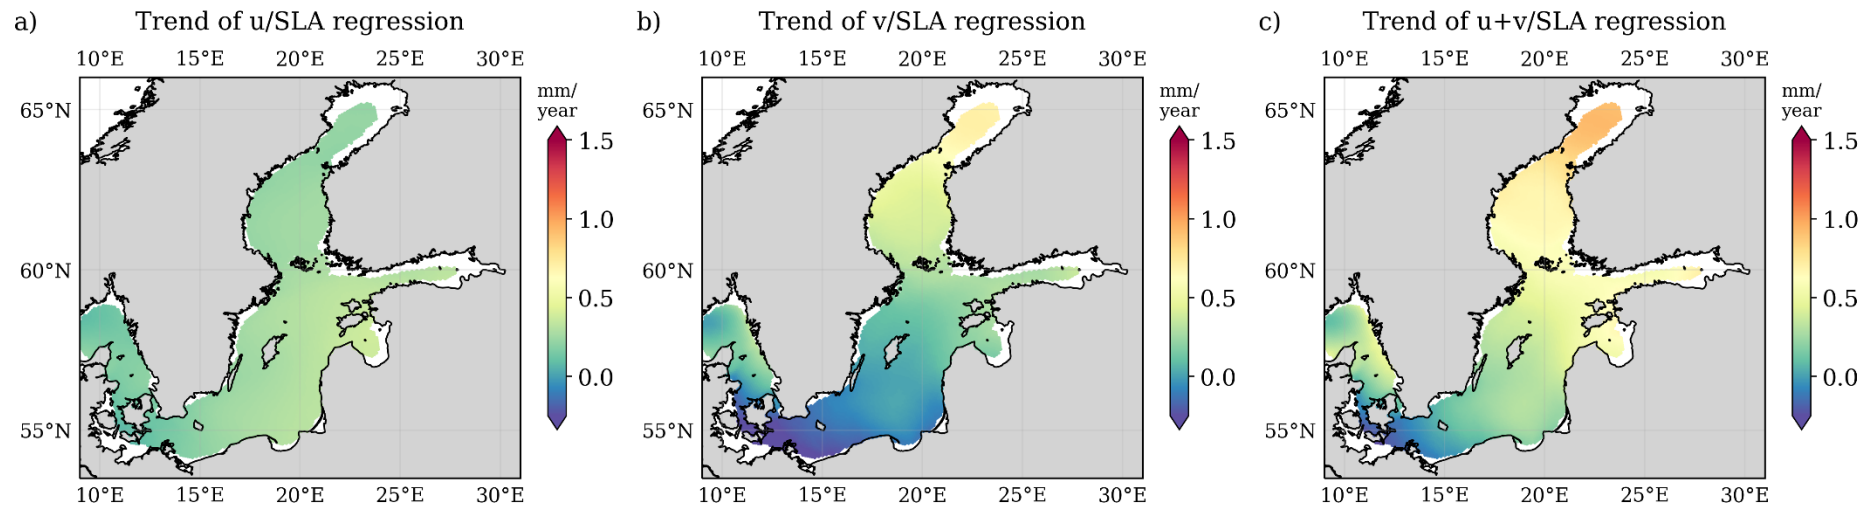 a) Trend of u/SLA regression
10°E 15°E 20°E 25°E 30°E
65°N
60°N
55°N
10°E 15°E 20°E 25°E 30°E
mm/
year
1.5
1.0
0.5
0.0
b) Trend of v/SLA regression
10°E 15°E 20°E 25°E 30°E
65°N
60°N
55°N
10°E 15°E 20°E 25°E 30°E
mm/
year
1.5
1.0
0.5
0.0
c) Trend of u+v/SLA regression
10°E 15°E 20°E 25°E 30°E
65°N
60°N
55°N
10°E 15°E 20°E 25°E 30°E
mm/
year
1.5
1.0
0.5
0.0